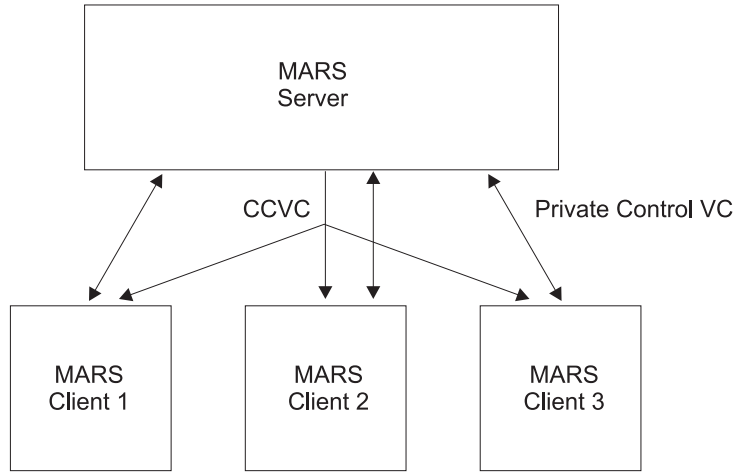 MARS
Server
CCVC
Private Control VC
MARS
Client 1
MARS
Client 2
MARS
Client 3